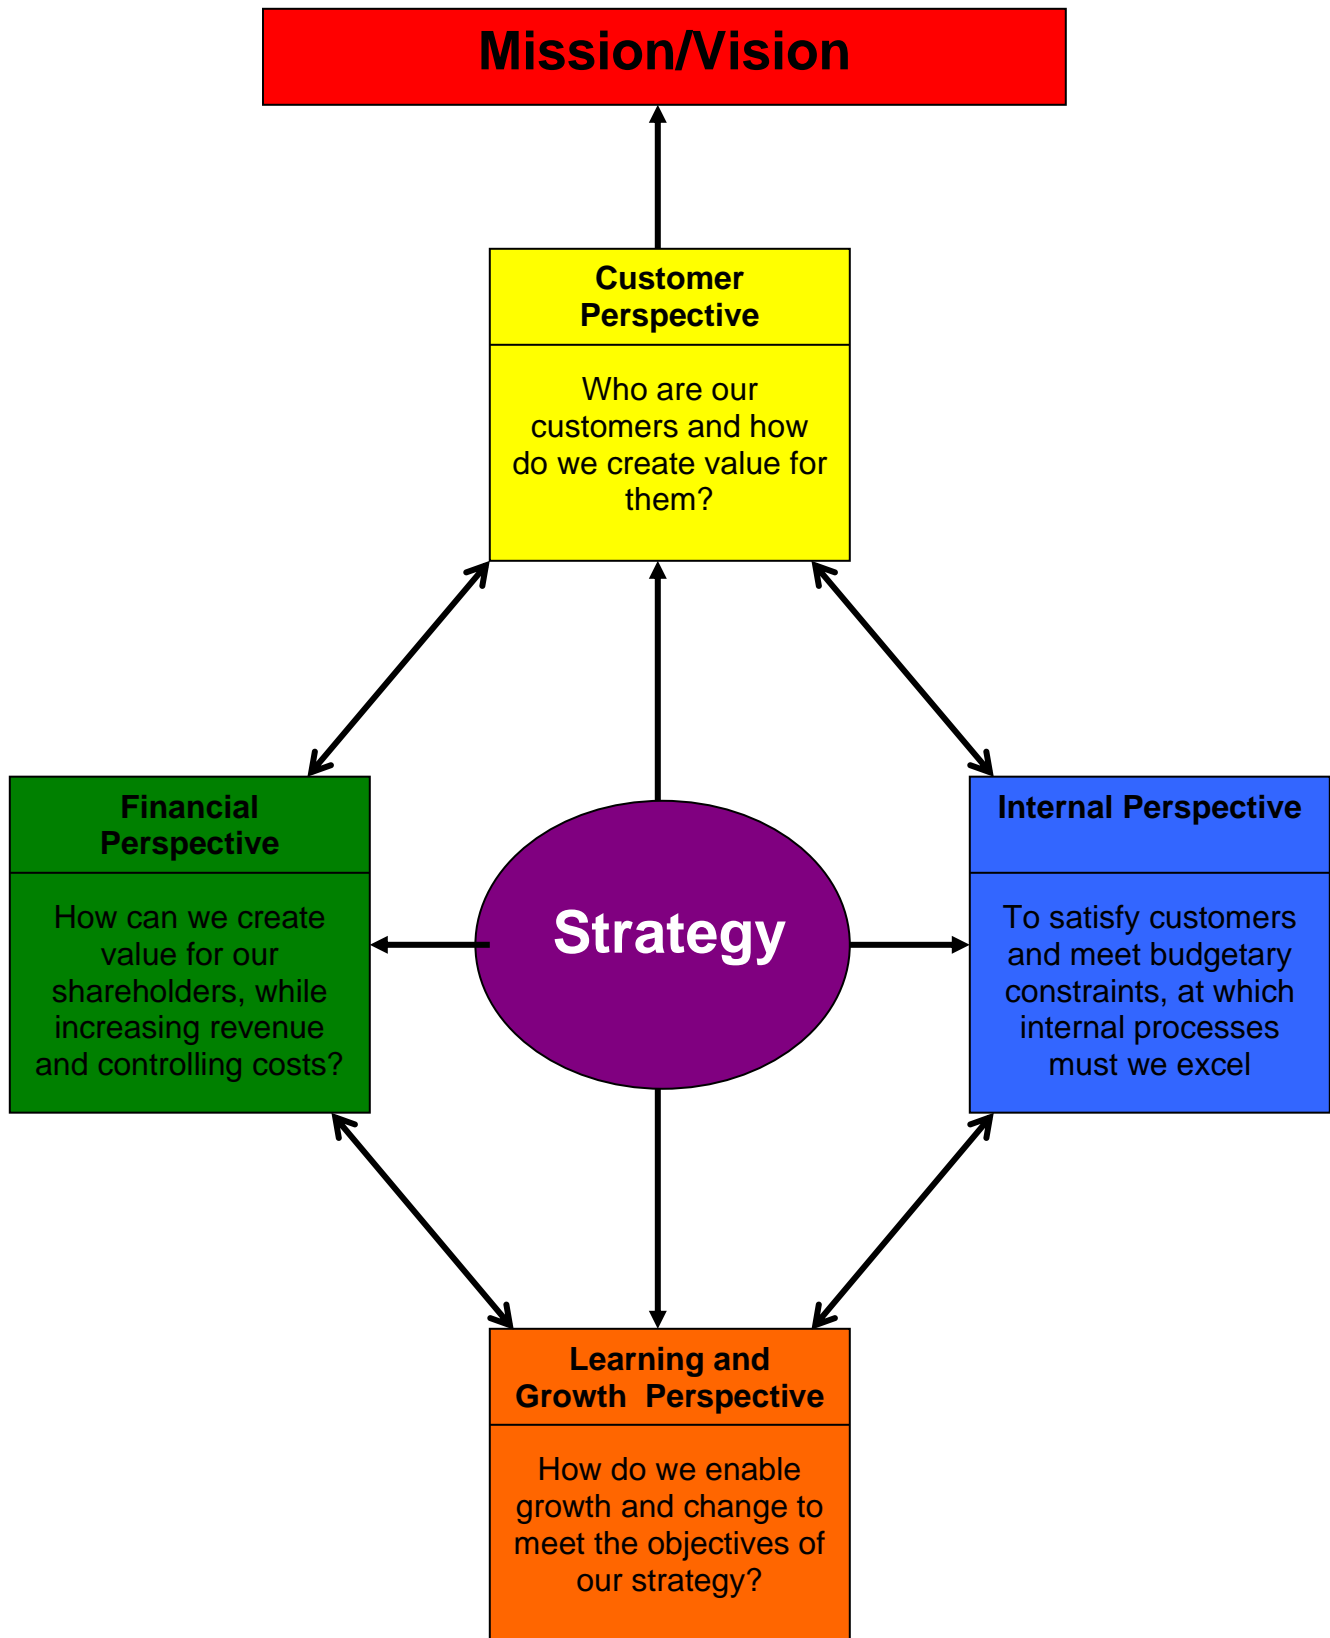 Mission/Vision
Customer
Perspective
Who are our
customers and how
do we create value for
them?
Financial
Perspective
How can we create
value for our
shareholders, while
increasing revenue
and controlling costs?
Strategy
Internal Perspective
To satisfy customers
and meet budgetary
constraints, at which
internal processes
must we excel
Learning and
Growth  Perspective
How do we enable
growth and change to
meet the objectives of
our strategy?